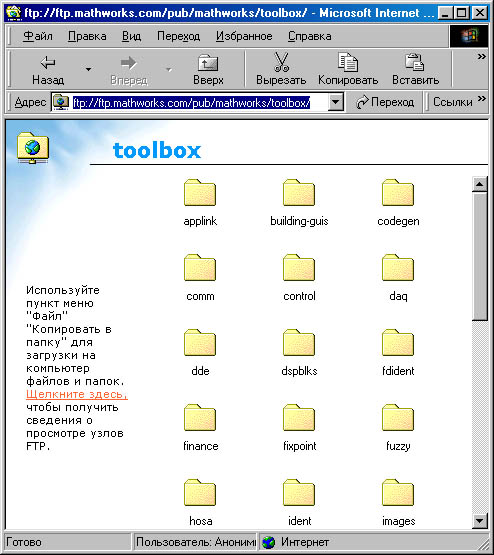 ftp://ftp.mathworks.com/pub/mathworks/toolbox/ - Microsoft Internet ...
Файл Правка Вид Переход Избранное Справка
Назад Вперед Вверх Вырезать Копировать Вставить »
Адрес ftp://ftp.mathworks.com/pub/mathworks/toolbox/ Переход Ссылки »
toolbox
applink building-guis codegen
comm control daq
Используйте
пункт меню
"Файл"
"Копировать в
папку" для
загрузки на
компьютер
файлов и папок.
Щелкните здесь,
чтобы получить
сведения о
просмотре узлов
FTP.
dde dspblks fdident
finance fixpoint fuzzy
hosa ident images
Готово Пользователь: Аноним Интернет